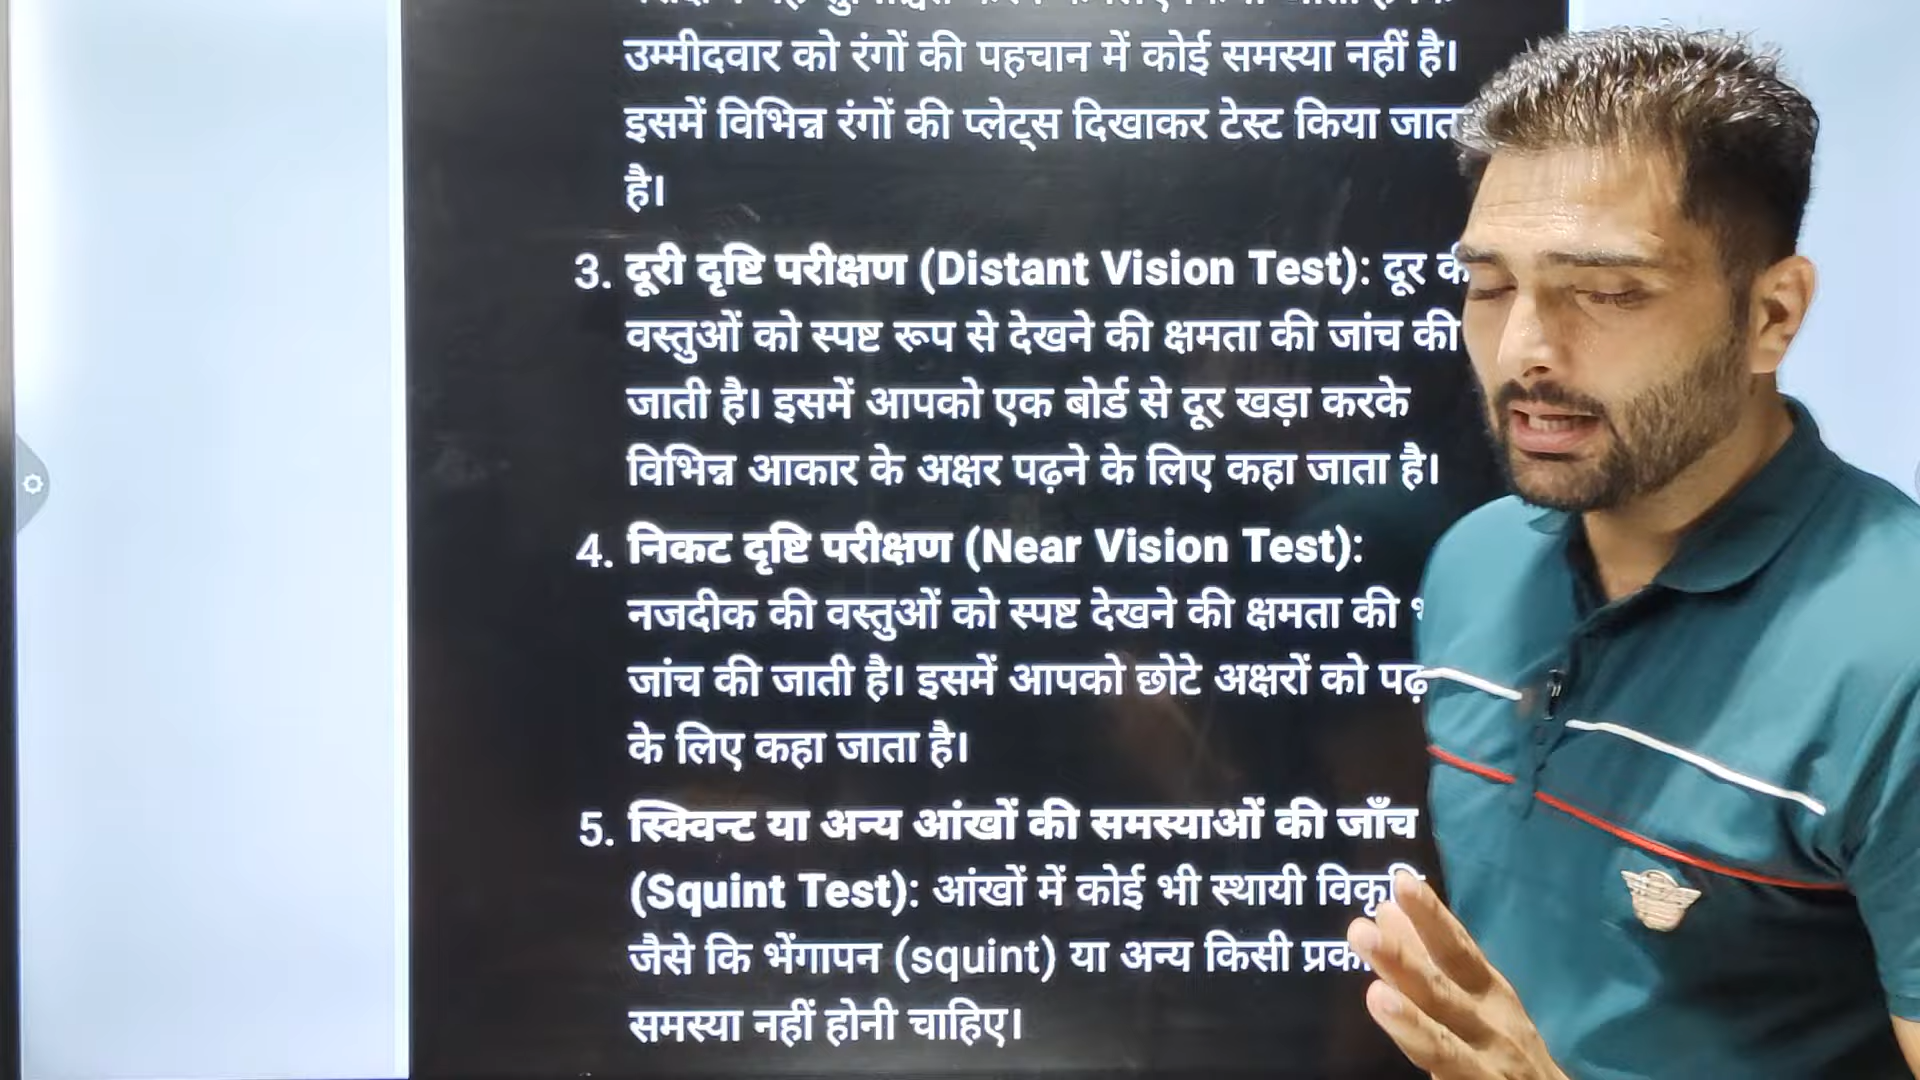 उम्मीदवार को रंगों की पहचान में कोई समस्या नहीं है।
इसमें विभिन्न रंगों की प्लेट्स दिखाकर टेस्ट किया
है।
3. दूरी दृष्टि परीक्षण (Distant Vision Test): दूर
वस्तुओं को स्पष्ट रूप से देखने की क्षमता की जांच की
जाती है। इसमें आपको एक बोर्ड से दूर खड़ा करके
विभिन्न आकार के अक्षर पढ़ने के लिए कहा जाता है।
4. निकट दृष्टि परीक्षण (Near Vision Test):
नजदीक की वस्तुओं को स्पष्ट देखने की क्षमता की
जांच की जाती है। इसमें आपको छोटे अक्षरों को
के लिए कहा जाता है।
5. स्क्विन्ट या अन्य आंखों की समस्याओं की जाँच
(Squint Test): आंखों में कोई भी स्थायी
जैसे कि भेंगापन (squint) या अन्य किसी
समस्या नहीं होनी चाहिए।